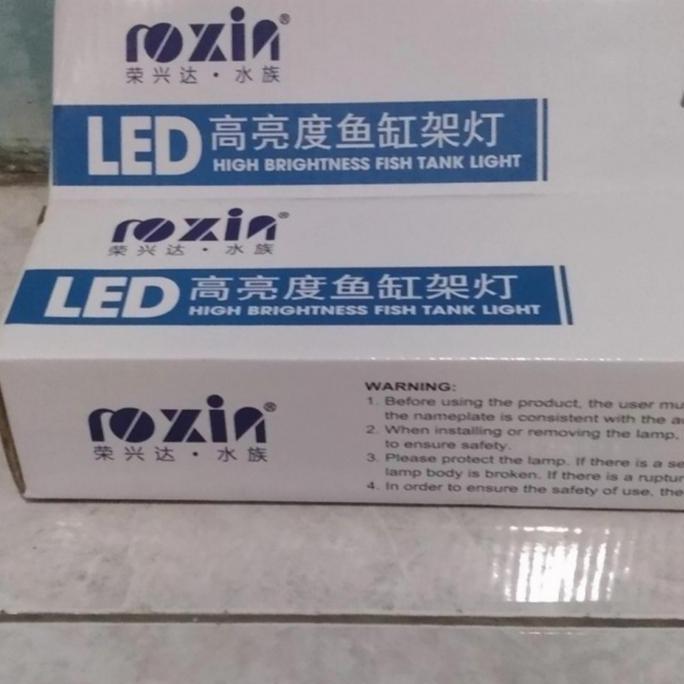 roxin®
荣兴达·水族
LED 高亮度鱼缸架灯
HIGH BRIGHTNESS FISH TANK LIGHT
roxin®
荣兴达·水族
LED 高亮度鱼缸架灯
HIGH BRIGHTNESS FISH TANK LIGHT
roxin®
荣兴达·水族
WARNING:
1. Before using the product, the user mu
the nameplate is consistent with the a
2. When installing or removing the lamp,
to ensure safety.
3. Please protect the lamp. If there is a se
lamp body is broken. If there is a ruptur
4. In order to ensure the safety of use, the